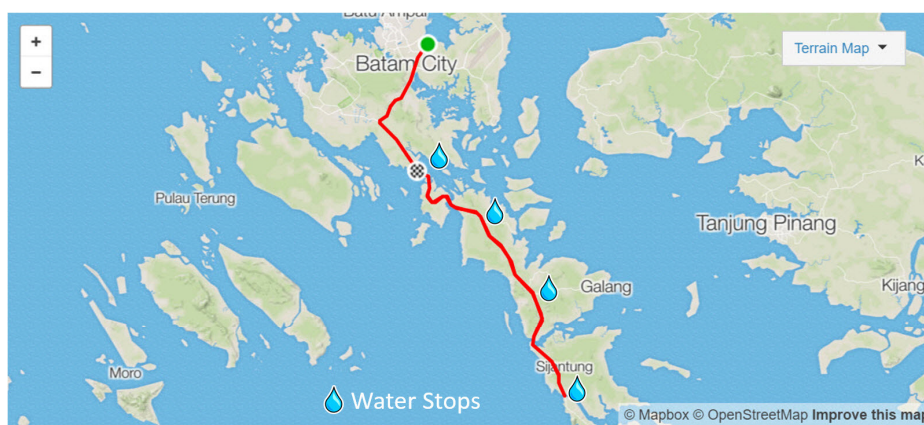 Batu Ampar
+
−
Terrain Map
Batam City
Pulau Terung
Tanjung Pinang
Galang
Kijang
Sijantung
Moro
Water Stops
© Mapbox © OpenStreetMap Improve this map